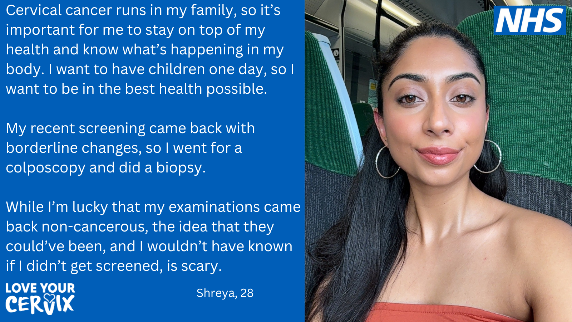 Cervical cancer runs in my family, so it's
important for me to stay on top of my
health and know what's happening in my
body. I want to have children one day, so I
want to be in the best health possible.
My recent screening came back with
borderline changes, so I went for a
colposcopy and did a biopsy.
While I'm lucky that my examinations came
back non-cancerous, the idea that they
could've been, and I wouldn't have known
if I didn't get screened, is scary.
LOVE YOUR
CERVIX
Shreya, 28
NHS